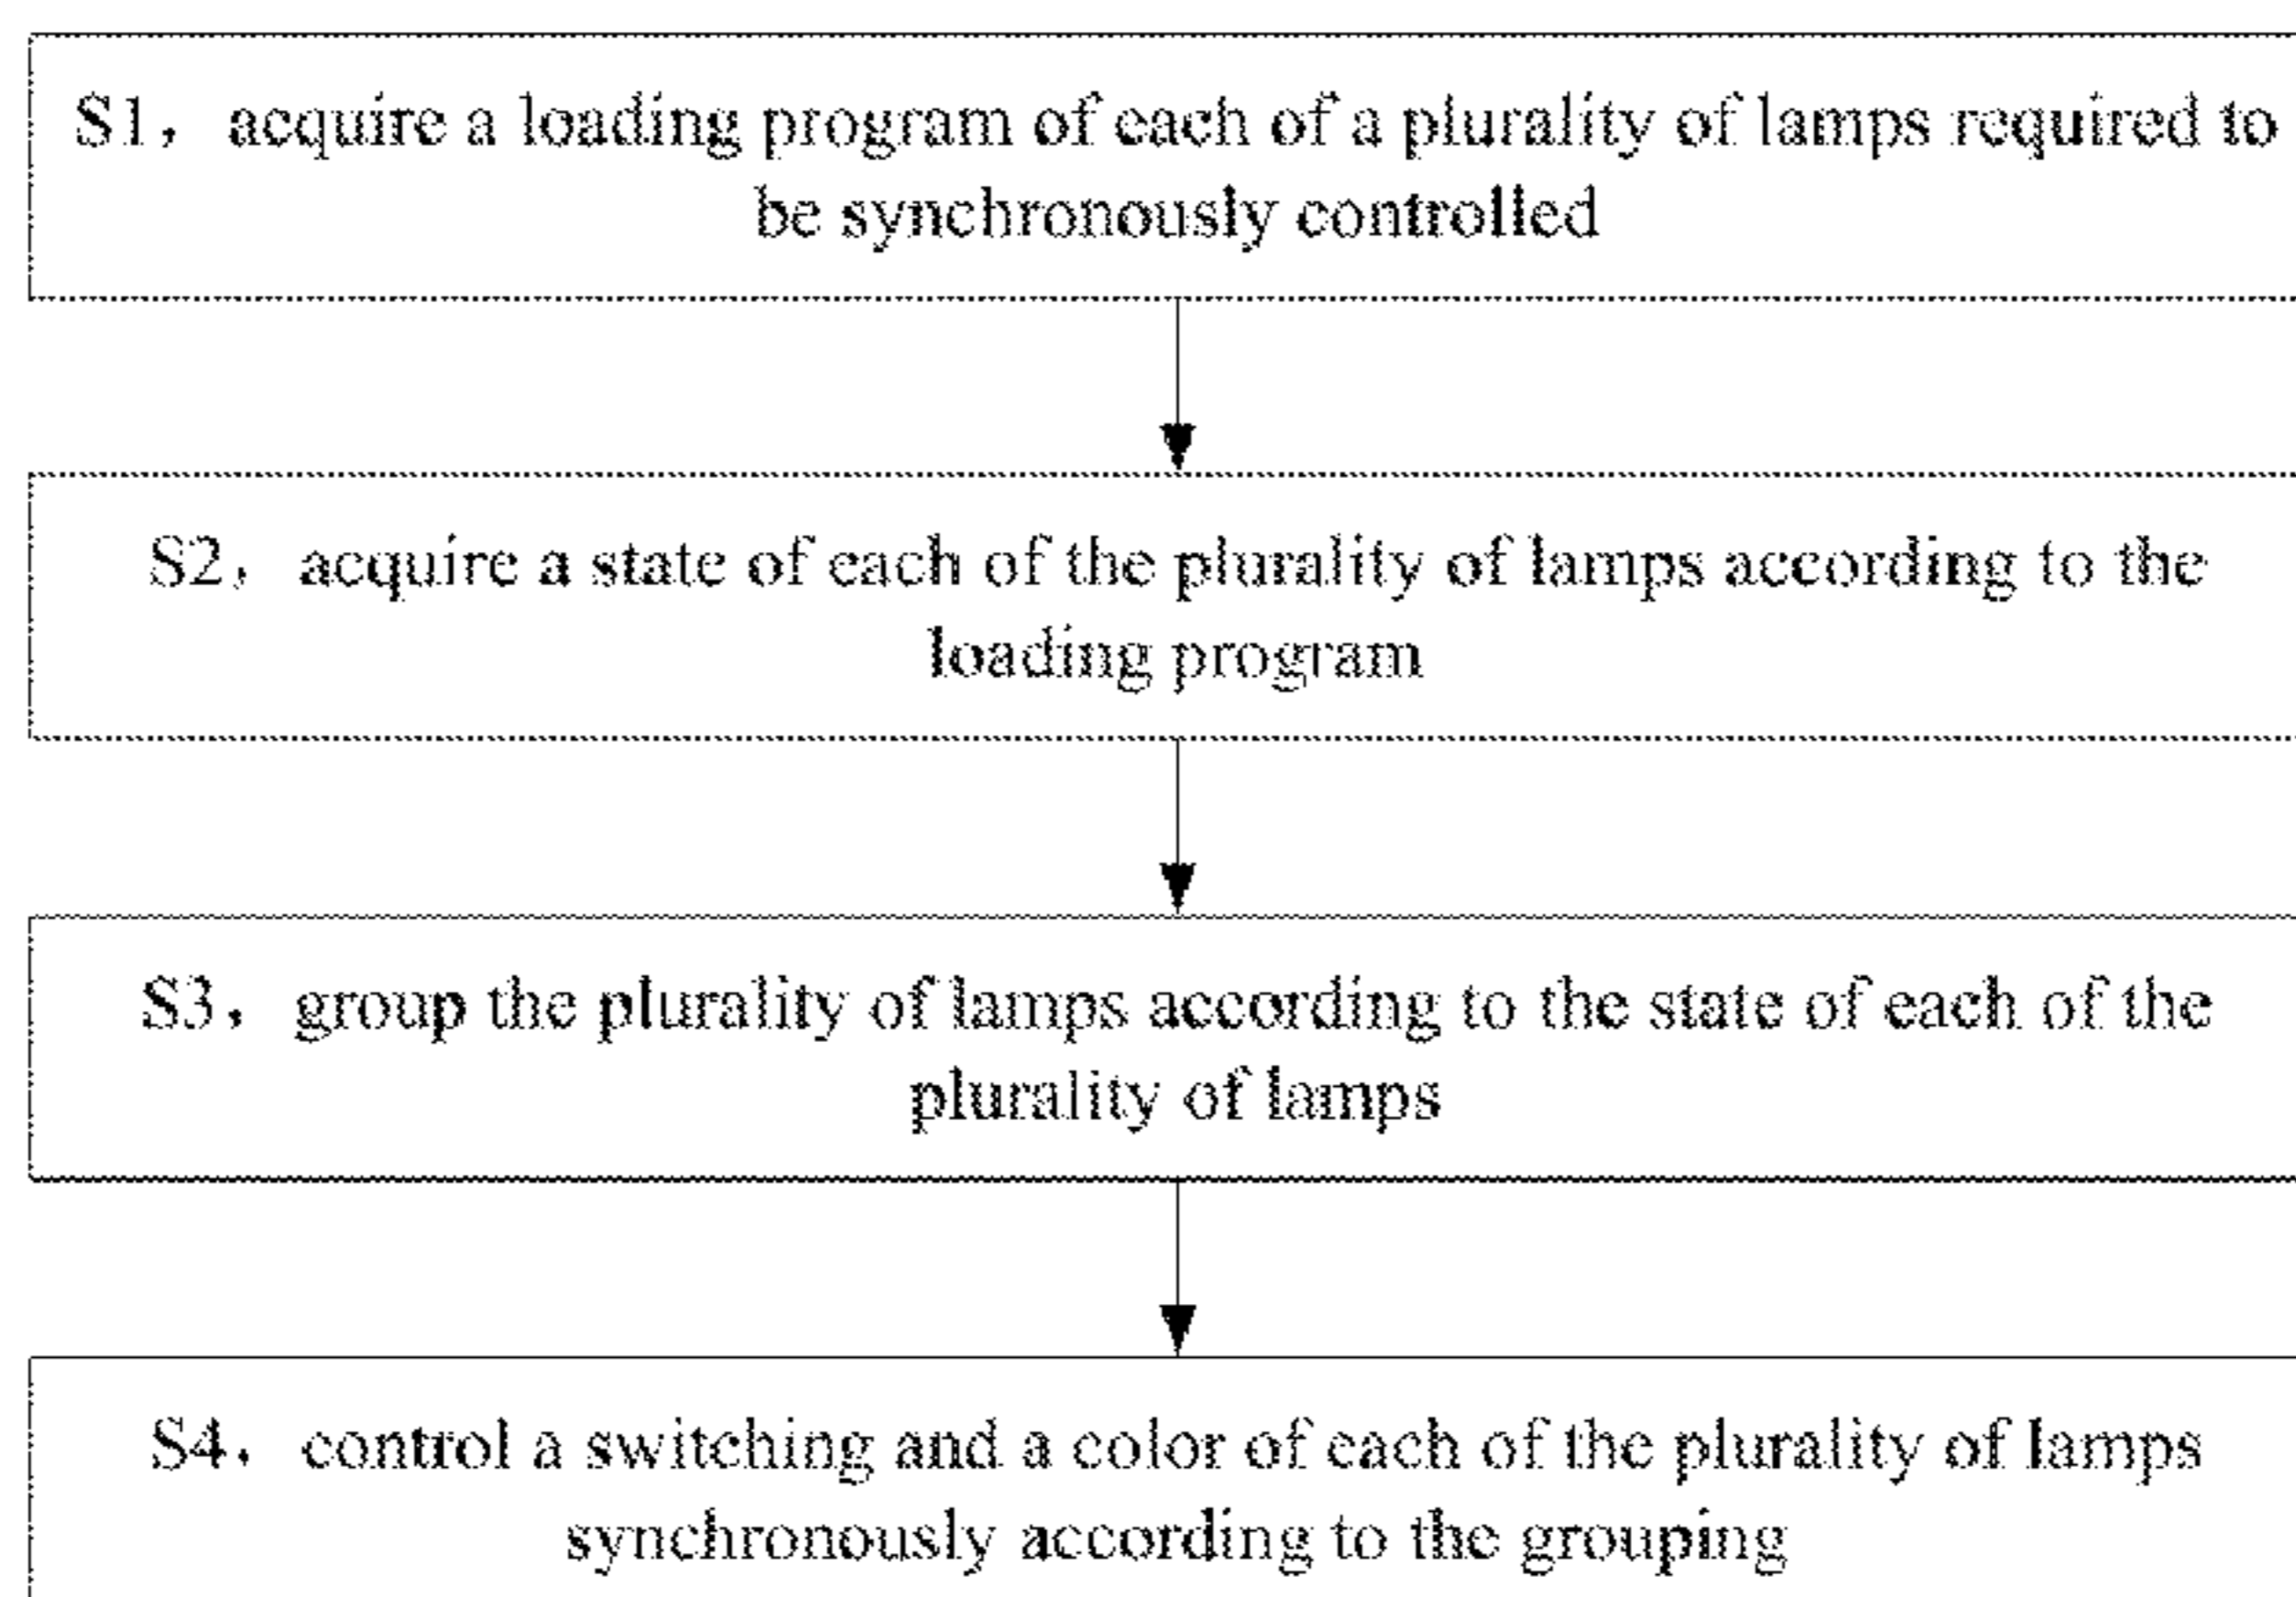 S1，acquire a loading program of each of a plurality of lamps required to
be synchronously controlled
S2，acquire a state of each of the plurality of lamps according to the
loading program
S3，group the plurality of lamps according to the state of each of the
plurality of lamps
S4，control a switching and a color of each of the plurality of lamps
synchronously according to the grouping